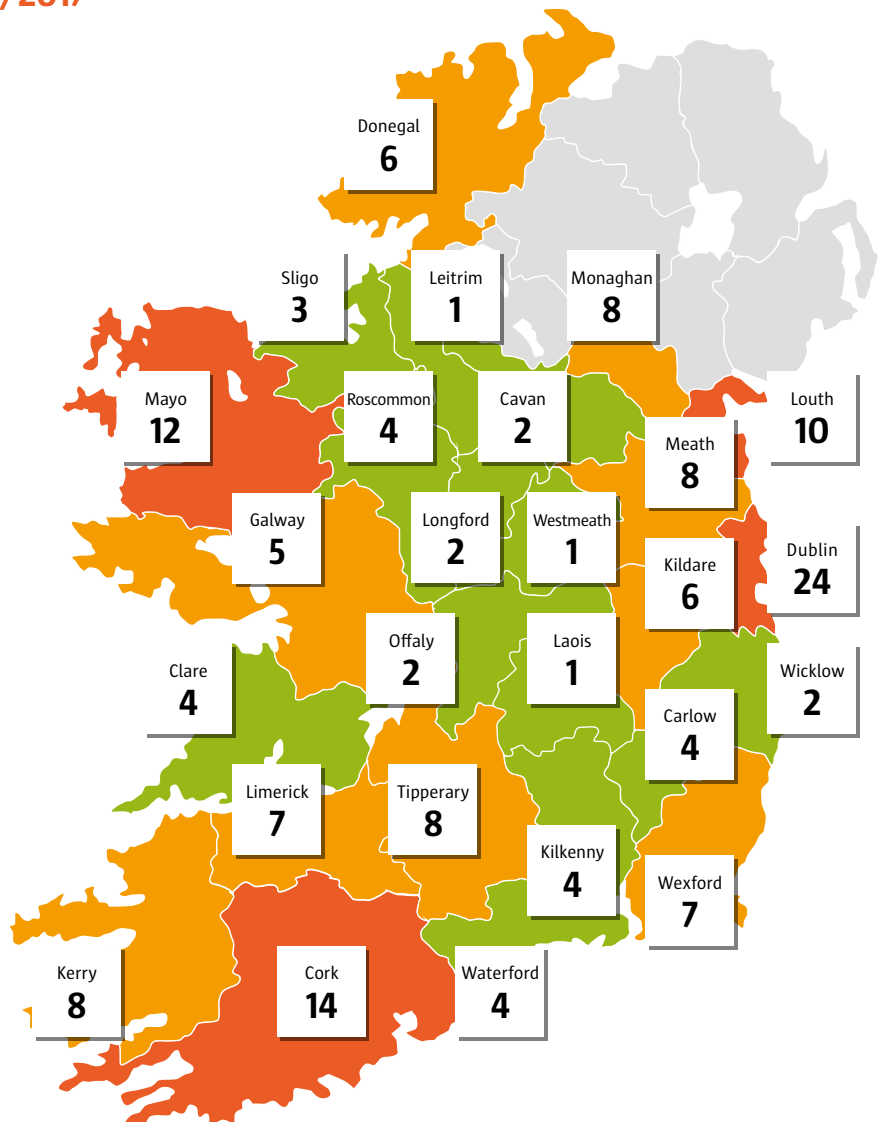 Donegal
6
Sligo
3
Leitrim
1
Monaghan
8
Mayo
12
Roscommon
4
Cavan
2
Louth
10
Meath
8
Galway
5
Longford
2
Westmeath
1
Kildare
6
Dublin
24
Clare
4
Offaly
2
Laois
1
Wicklow
2
Carlow
4
Limerick
7
Tipperary
8
Kilkenny
4
Wexford
7
Kerry
8
Cork
14
Waterford
4